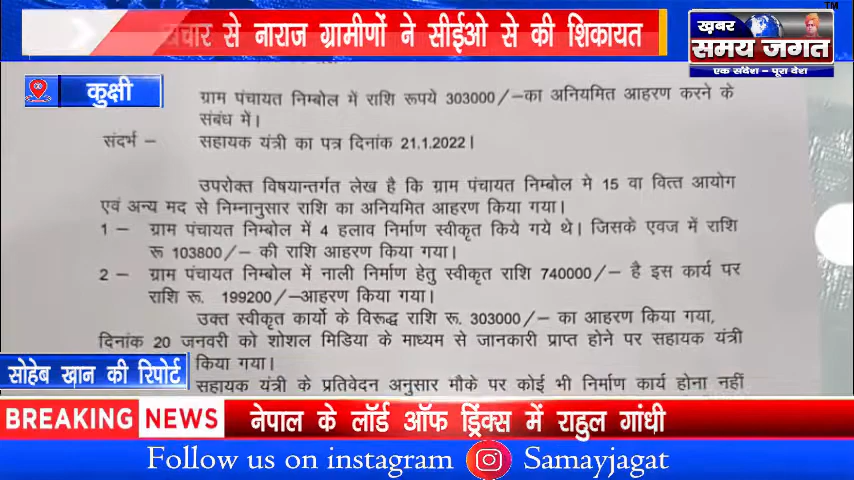 से नाराज ग्रामीणों ने सीईओ से की शिकायत
TM
ख़बर
समय जगत
एक संदेश - पूरा देश
कुक्षी
ग्राम पंचायत निम्बोल में राशि रूपये 303000/-का अनियमित आहरण करने के
संबंध में।
संदर्भ – सहायक यंत्री का पत्र दिनांक 21.1.2022।
उपरोक्त विषयान्तर्गत लेख है कि ग्राम पंचायत निम्बोल मे 15 वा वित्त आयोग
एवं अन्य मद से निम्नानुसार राशि का अनियमित आहरण किया गया।
1 – ग्राम पंचायत निम्बोल में 4 हलाव निर्माण स्वीकृत किये गये थे। जिसके एवज में राशि
रू 103800/- की राशि आहरण किया गया।
2 – ग्राम पंचायत निम्बोल में नाली निर्माण हेतु स्वीकृत राशि 740000/- है इस कार्य पर
राशि रू. 199200/-आहरण किया गया।
उक्त स्वीकृत कार्यो के विरूद्ध राशि रू. 303000/- का आहरण किया गया,
दिनांक 20 जनवरी को शोशल मिडिया के माध्यम से जानकारी प्राप्त होने पर सहायक यंत्री
किया गया।
सहायक यंत्री के प्रतिवेदन अनुसार मौके पर कोई भी निर्माण कार्य होना नहीं
सोहेब खान की रिपोर्ट
BREAKING NEWS नेपाल के लॉर्ड ऑफ ड्रिंक्स में राहुल गांधी
Follow us on instagram Samayjagat